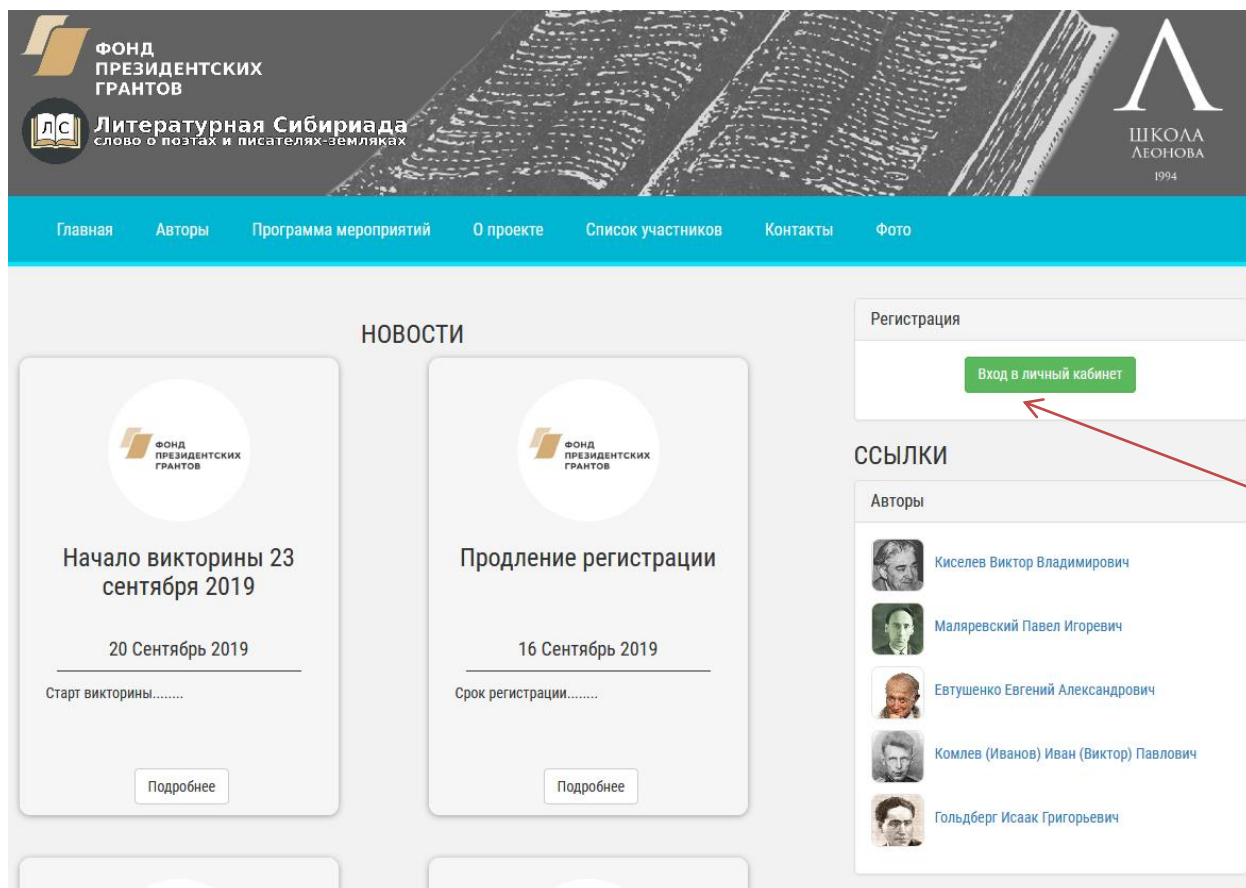 ФОНД
ПРЕЗИДЕНТСКИХ
ГРАНТОВ
ЛС
Литературная Сибириада
слово о поэтах и писателях-земляках
Λ
ШКОЛА
ЛЕОНОВА
1994
Главная Авторы Программа мероприятий О проекте Список участников Контакты Фото
НОВОСТИ
ФОНД
ПРЕЗИДЕНТСКИХ
ГРАНТОВ
Начало викторины 23
сентября 2019
20 Сентябрь 2019
Старт викторины........
Подробнее
ФОНД
ПРЕЗИДЕНТСКИХ
ГРАНТОВ
Продление регистрации
16 Сентябрь 2019
Срок регистрации........
Подробнее
Регистрация
Вход в личный кабинет
ССЫЛКИ
Авторы
Киселев Виктор Владимирович
Маляревский Павел Игоревич
Евтушенко Евгений Александрович
Комлев (Иванов) Иван (Виктор) Павлович
Гольдберг Исаак Григорьевич